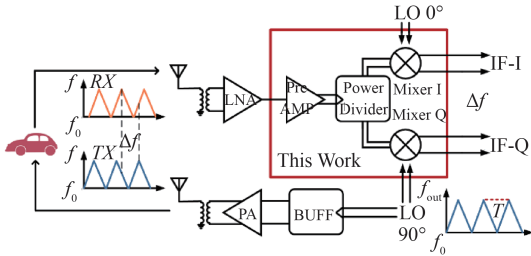 LO 0°
f RX
f₀
Δf
f TX
f₀
LNA
Pre
AMP
Power
Divider
Mixer I
Mixer Q
IF-I
Δf
IF-Q
This Work
PA
BUFF
LO
90°
fout
T
f₀